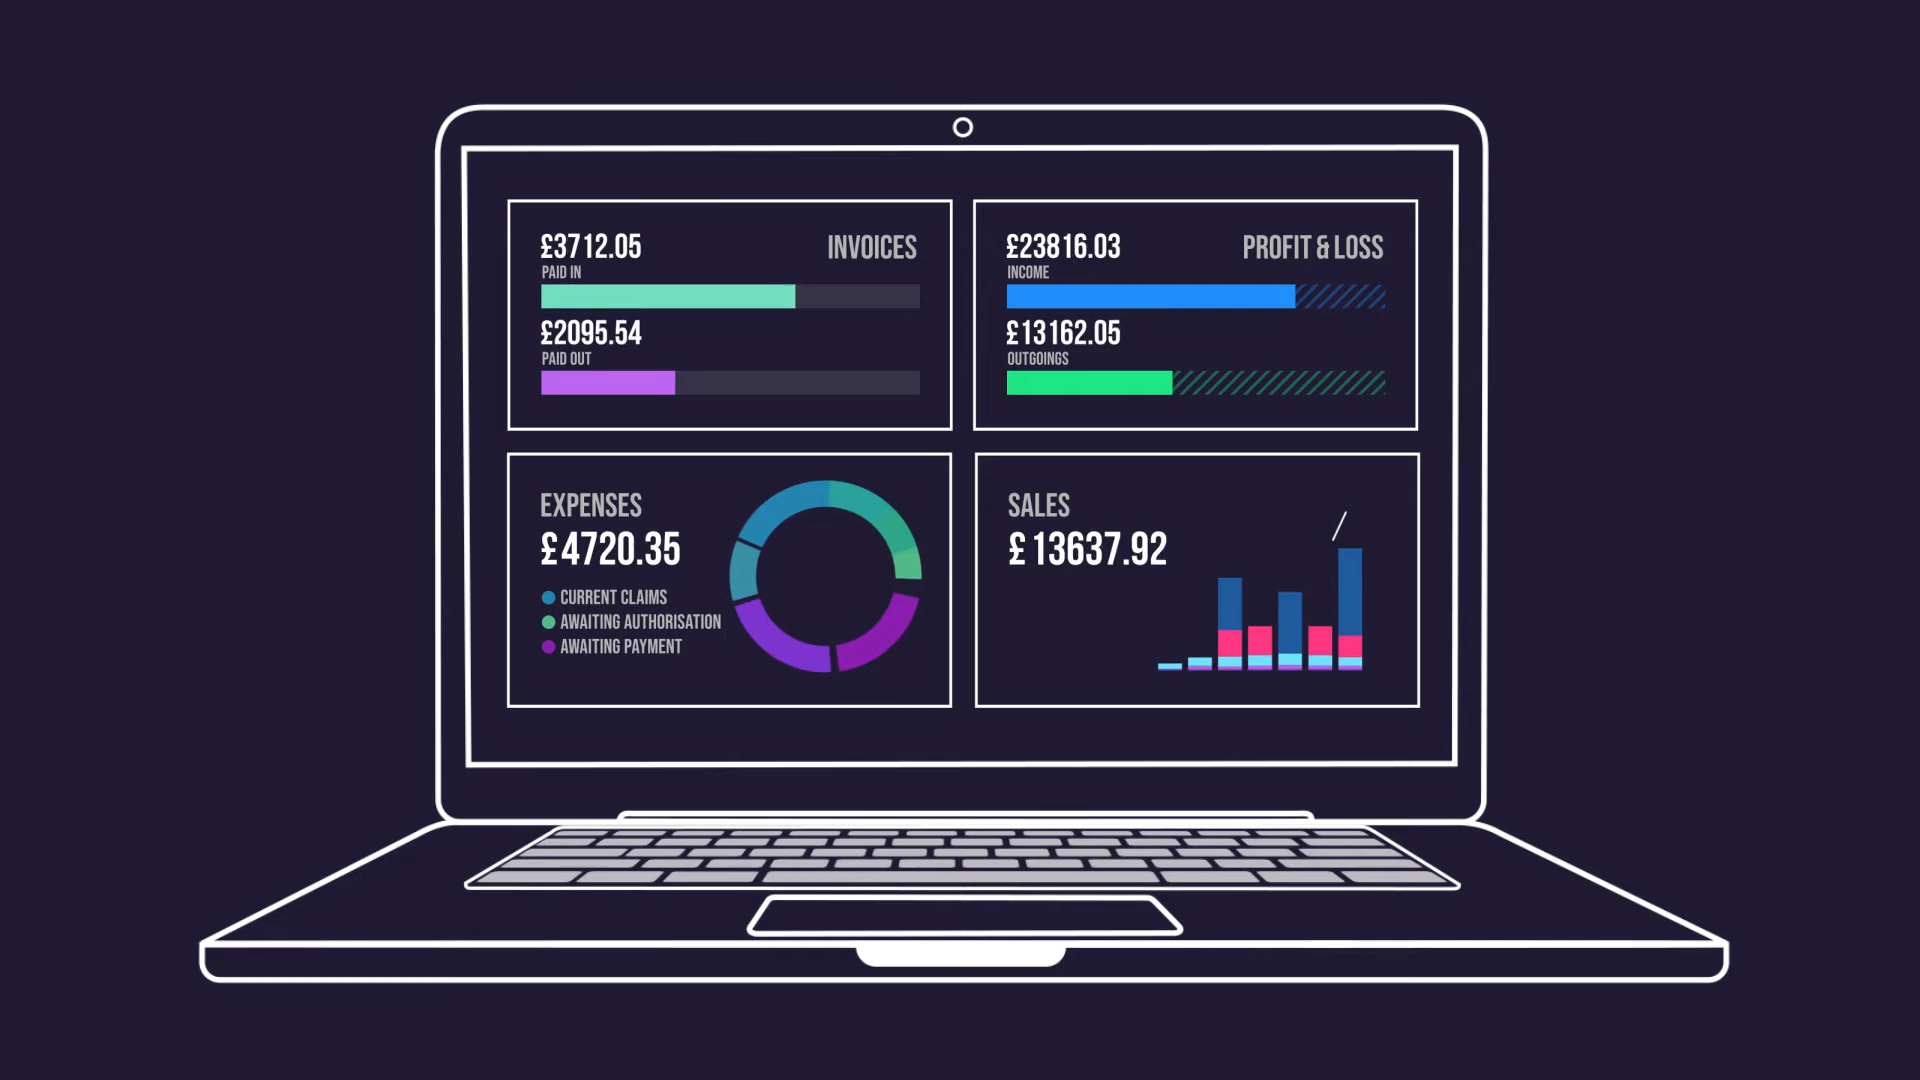 £3712.05
INVOICES
PAID IN
£2095.54
PAID OUT
£23816.03
PROFIT & LOSS
INCOME
£13162.05
OUTGOINGS
EXPENSES
£4720.35
CURRENT CLAIMS
AWAITING AUTHORISATION
AWAITING PAYMENT
SALES
£13637.92